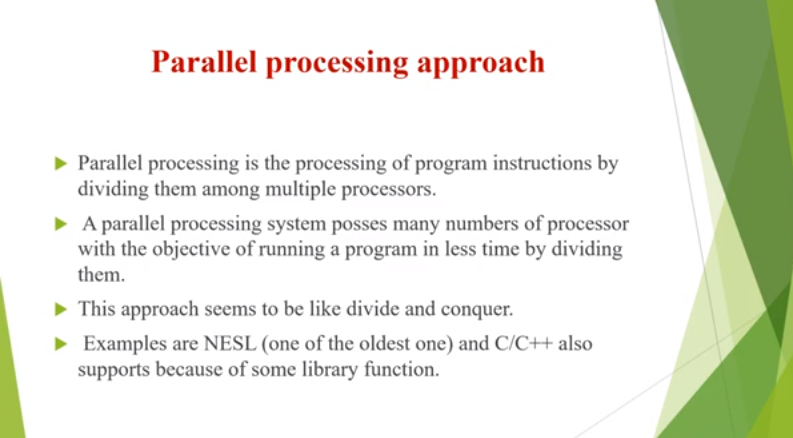 Parallel processing approach
Parallel processing is the processing of program instructions by
dividing them among multiple processors.
A parallel processing system posses many numbers of processor
with the objective of running a program in less time by dividing
them.
This approach seems to be like divide and conquer.
Examples are NESL (one of the oldest one) and C/C++ also
supports because of some library function.